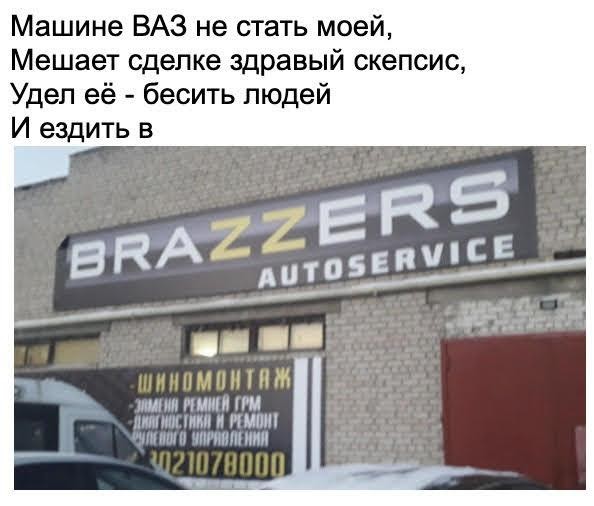 Машине ВАЗ не стать моей,
Мешает сделке здравый скепсис,
Удел её - бесить людей
И ездить в
BRAZZERS
AUTOSERVICE
-ШИНОМОНТАЖ
-ЗАМЕНА РЕМНЕЙ ГРМ
-ДИАГНОСТИКА И РЕМОНТ
РУЛЕВОГО УПРАВЛЕНИЯ
3021078000